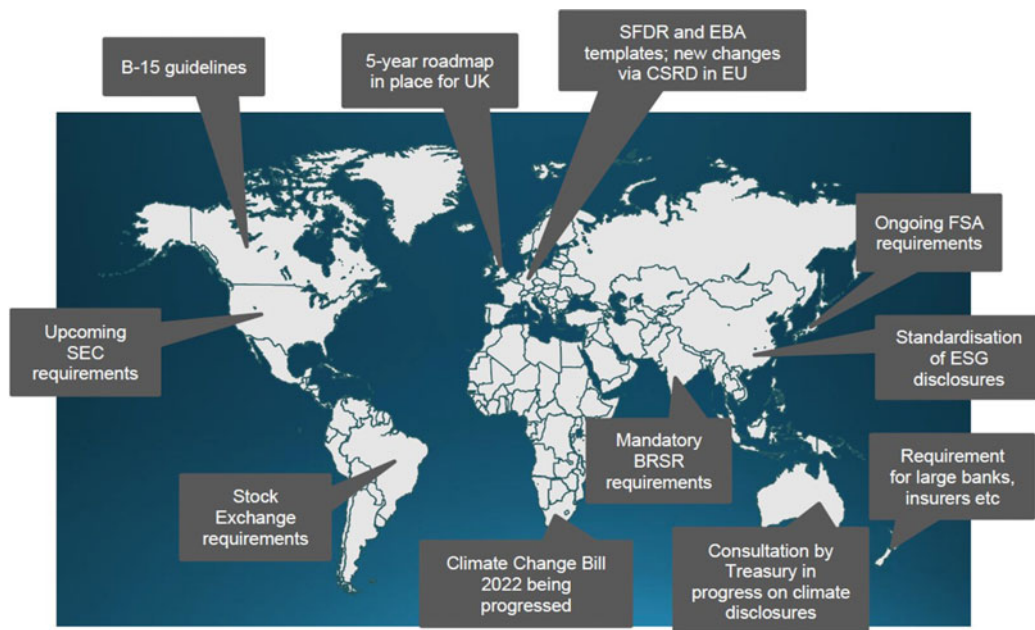 B-15 guidelines
5-year roadmap
in place for UK
SFDR and EBA
templates; new changes
via CSRD in EU
Ongoing FSA
requirements
Upcoming
SEC
requirements
Standardisation
of ESG
disclosures
Mandatory
BRSR
requirements
Requirement
for large banks,
insurers etc
Stock
Exchange
requirements
Climate Change Bill
2022 being
progressed
Consultation by
Treasury in
progress on climate
disclosures